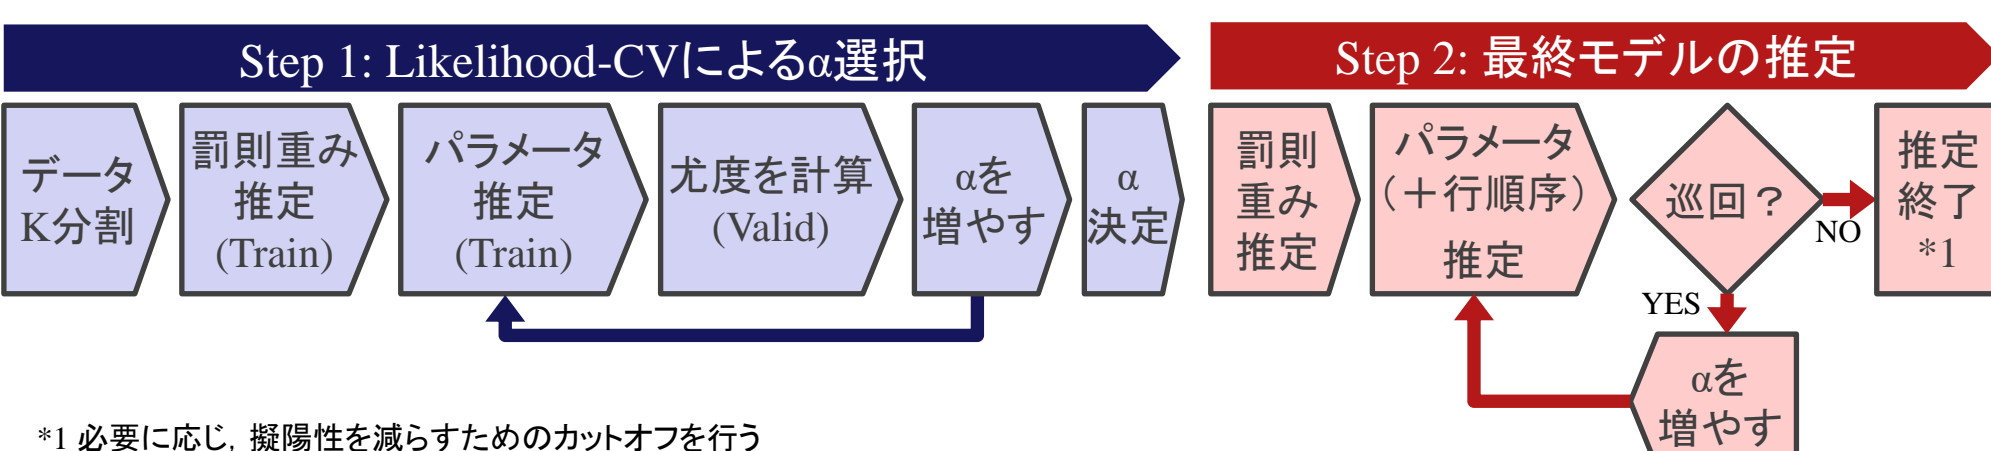 Step 1: Likelihood-CVによるα選択
データ
K分割
罰則重み
推定
(Train)
パラメータ
推定
(Train)
尤度を計算
(Valid)
αを
増やす
α
決定
Step 2: 最終モデルの推定
罰則
重み
推定
パラメータ
（＋行順序）
推定
巡回？
NO
推定
終了
*1
YES
αを
増やす
*1 必要に応じ，擬陽性を減らすためのカットオフを行う